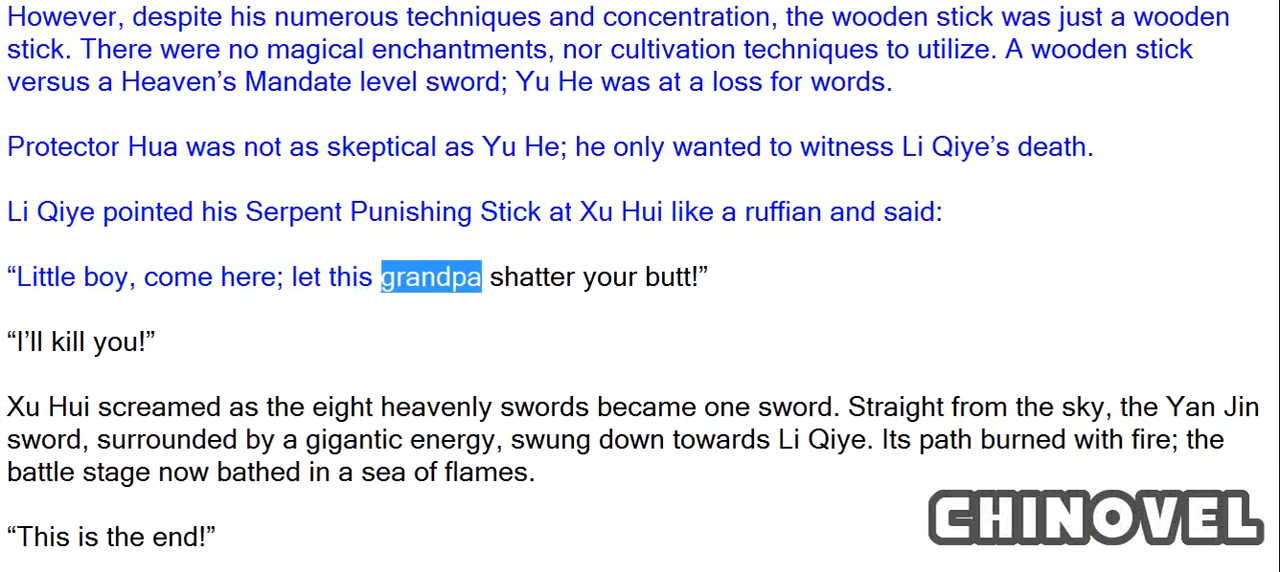 However, despite his numerous techniques and concentration, the wooden stick was just a wooden
stick. There were no magical enchantments, nor cultivation techniques to utilize. A wooden stick
versus a Heaven’s Mandate level sword; Yu He was at a loss for words.
Protector Hua was not as skeptical as Yu He; he only wanted to witness Li Qiye’s death.
Li Qiye pointed his Serpent Punishing Stick at Xu Hui like a ruffian and said:
“Little boy, come here; let this grandpa shatter your butt!”
“I’ll kill you!”
Xu Hui screamed as the eight heavenly swords became one sword. Straight from the sky, the Yan Jin
sword, surrounded by a gigantic energy, swung down towards Li Qiye. Its path burned with fire; the
battle stage now bathed in a sea of flames.
“This is the end!”
CHINOVEL